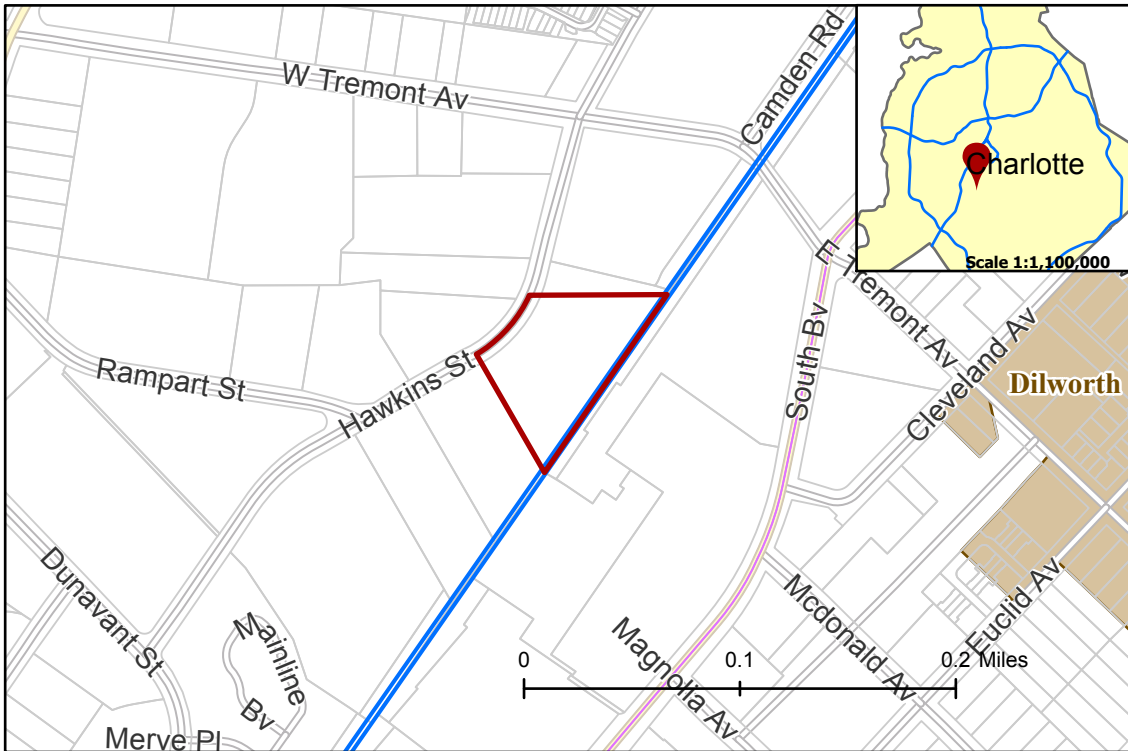 W Tremont Av
Camden Rd
Charlotte
Scale 1:1,100,000
E Tremont Av
South Bv
Cleveland Av
Dilworth
Rampart St
Hawkins St
Dunavant St
Mainline
Bv
Merve Pl
Magnolia Av
Mcdonald Av
Euclid Av
0 0.1 0.2 Miles